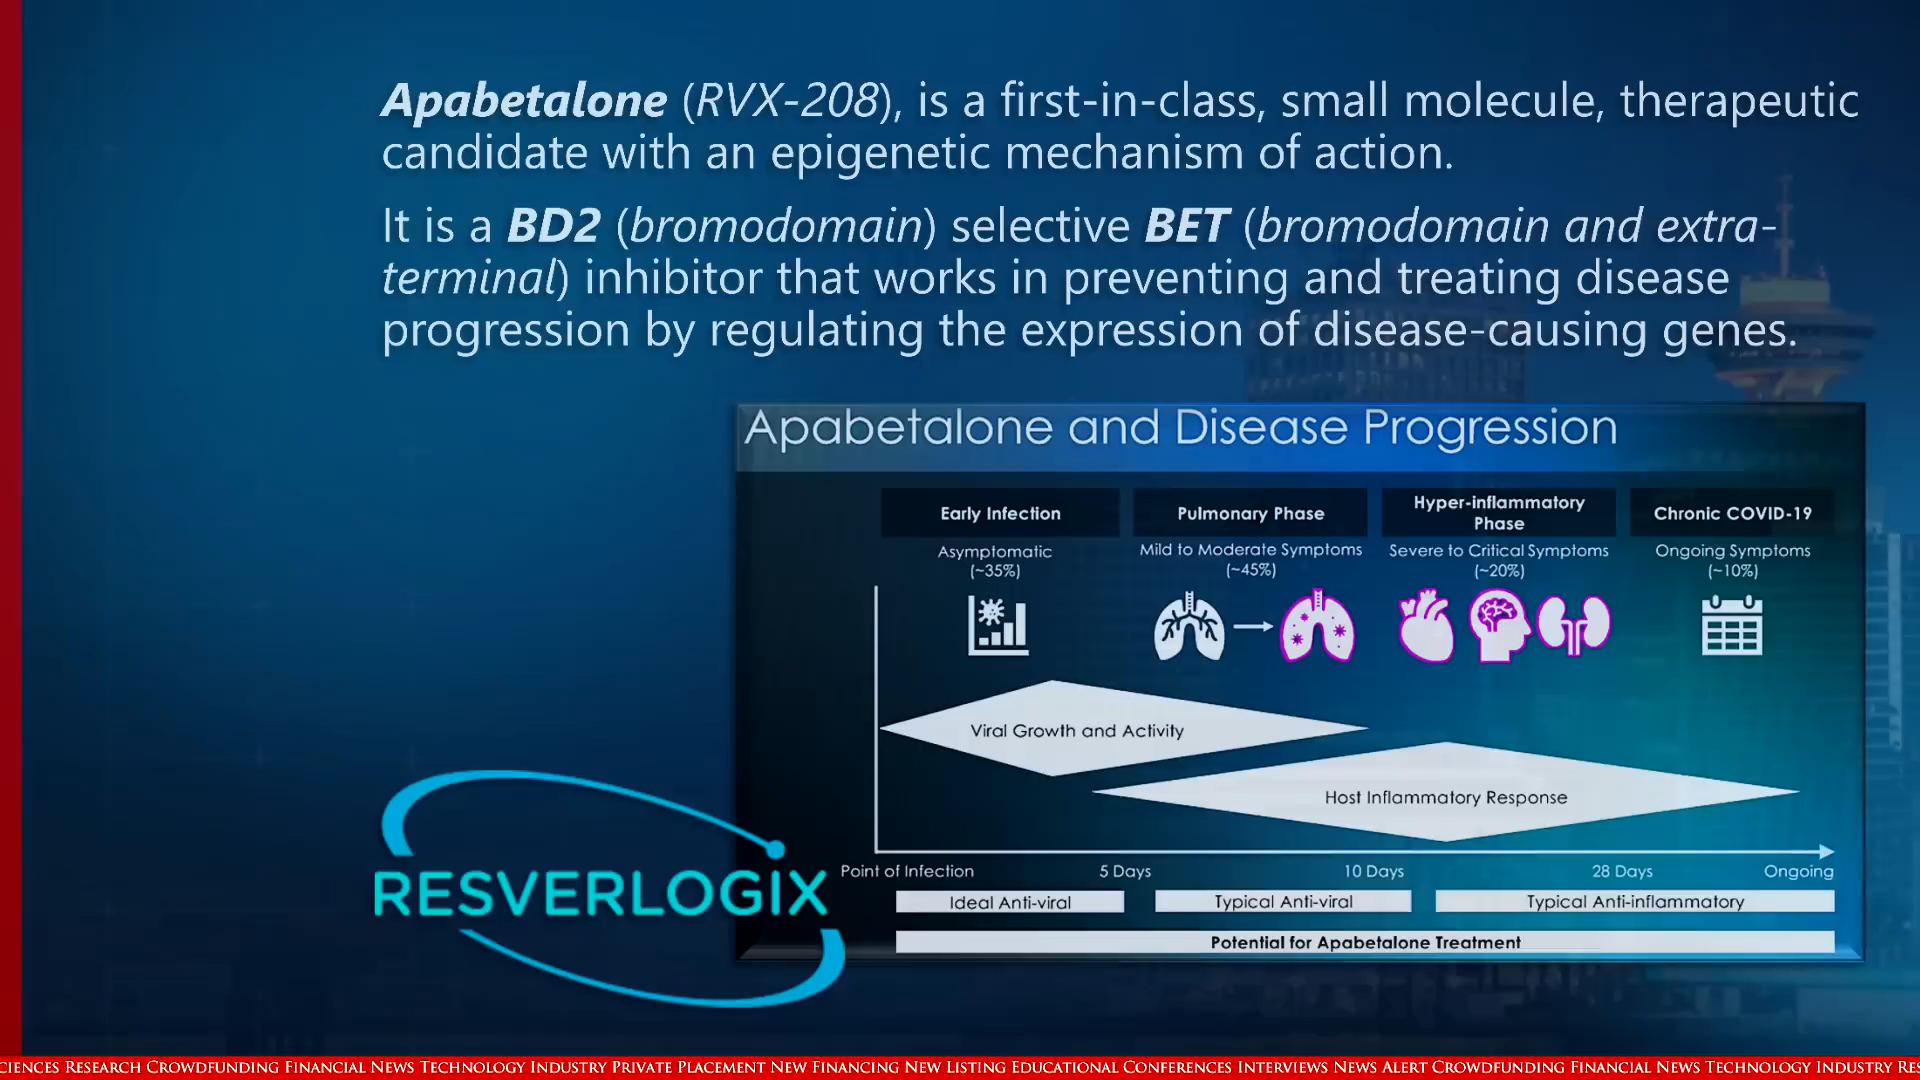 Apabetalone (RVX-208), is a first-in-class, small molecule, therapeutic
candidate with an epigenetic mechanism of action.
It is a BD2 (bromodomain) selective BET (bromodomain and extra-
terminal) inhibitor that works in preventing and treating disease
progression by regulating the expression of disease-causing genes.
Apabetalone and Disease Progression
Early Infection
Asymptomatic
(~35%)
Pulmonary Phase
Mild to Moderate Symptoms
(~45%)
Hyper-inflammatory
Phase
Severe to Critical Symptoms
(~20%)
Chronic COVID-19
Ongoing Symptoms
(~10%)
Viral Growth and Activity
Host Inflammatory Response
Point of Infection
5 Days
10 Days
28 Days
Ongoing
Ideal Anti-viral
Typical Anti-viral
Typical Anti-inflammatory
Potential for Apabetalone Treatment
RESVERLOGIX
CIENCES RESEARCH CROWDFUNDING FINANCIAL NEWS TECHNOLOGY INDUSTRY PRIVATE PLACEMENT NEW FINANCING NEW LISTING EDUCATIONAL CONFERENCES INTERVIEWS NEWS ALERT CROWDFUNDING FINANCIAL NEWS TECHNOLOGY INDUSTRY RES